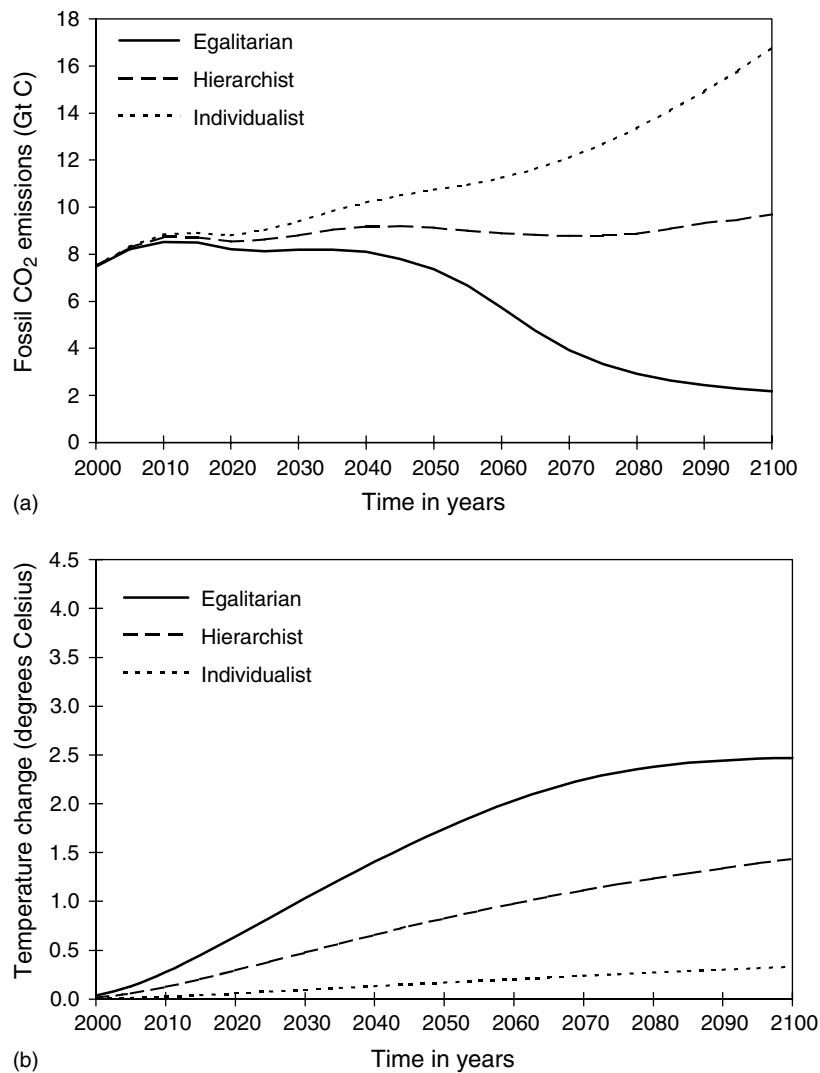 18
16
14
12
10
8
6
4
2
0
Fossil CO₂ emissions (Gt C)
Egalitarian
Hierarchist
Individualist
2000 2010 2020 2030 2040 2050 2060 2070 2080 2090 2100
(a)
Time in years
4.5
4.0
3.5
3.0
2.5
2.0
1.5
1.0
0.5
0.0
Temperature change (degrees Celsius)
Egalitarian
Hierarchist
Individualist
2000 2010 2020 2030 2040 2050 2060 2070 2080 2090 2100
(b)
Time in years